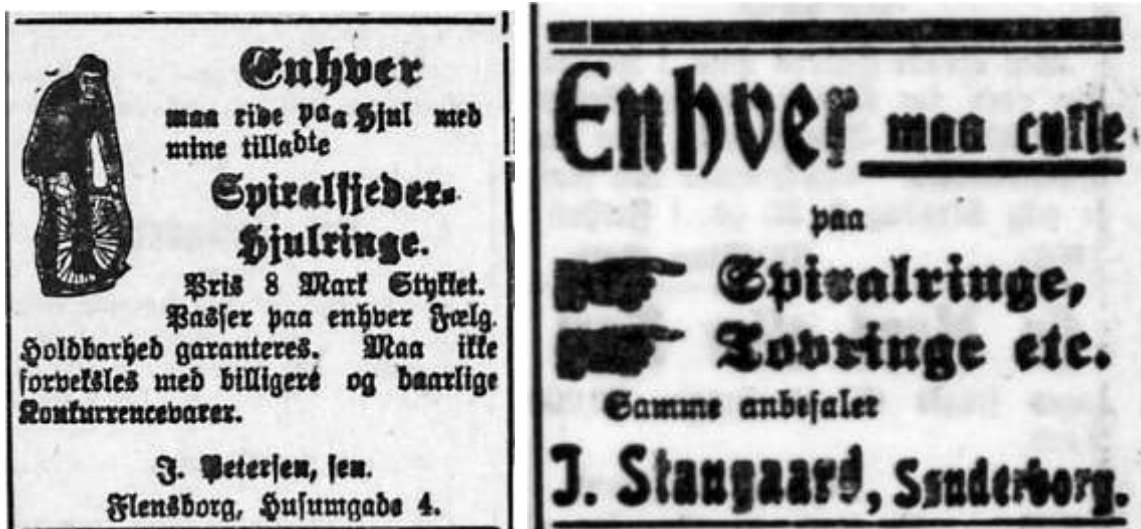 Enhver
maa ride paa Hjul med
mine tilladte
Spiralfjeder-
Hjulringe.
Pris 8 Mark Stykket.
Passer paa enhver Fælg.
Holdbarhed garanteres. Maa ikke
forveksles med billigere og daarlige
Konkurrencevarer.
J. Petersen, sen.
Flensborg, Husumgade 4.
Enhver maa cykle
paa
Spiralringe,
Tovringe etc.
Samme anbefaler
J. Stangaard, Sønderborg.